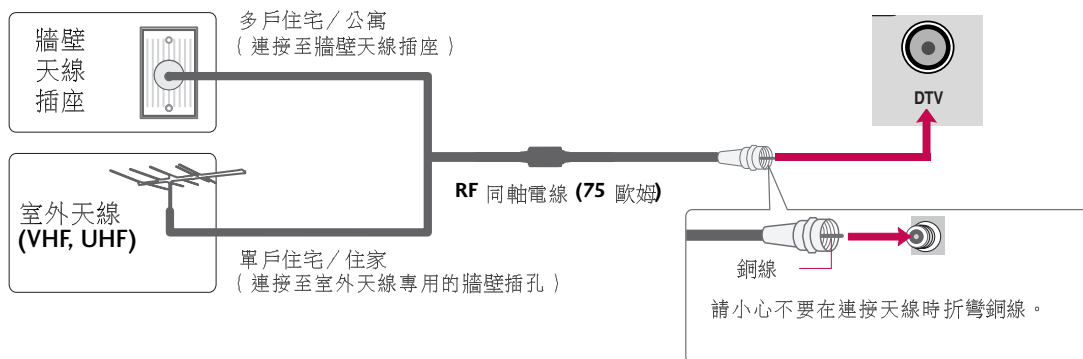 牆壁
天線
插座
多戶住宅/公寓
(連接至牆壁天線插座)
DTV
RF 同軸電線 (75 歐姆)
室外天線
(VHF, UHF)
單戶住宅/住家
(連接至室外天線專用的牆壁插孔)
銅線
請小心不要在連接天線時折彎銅線。